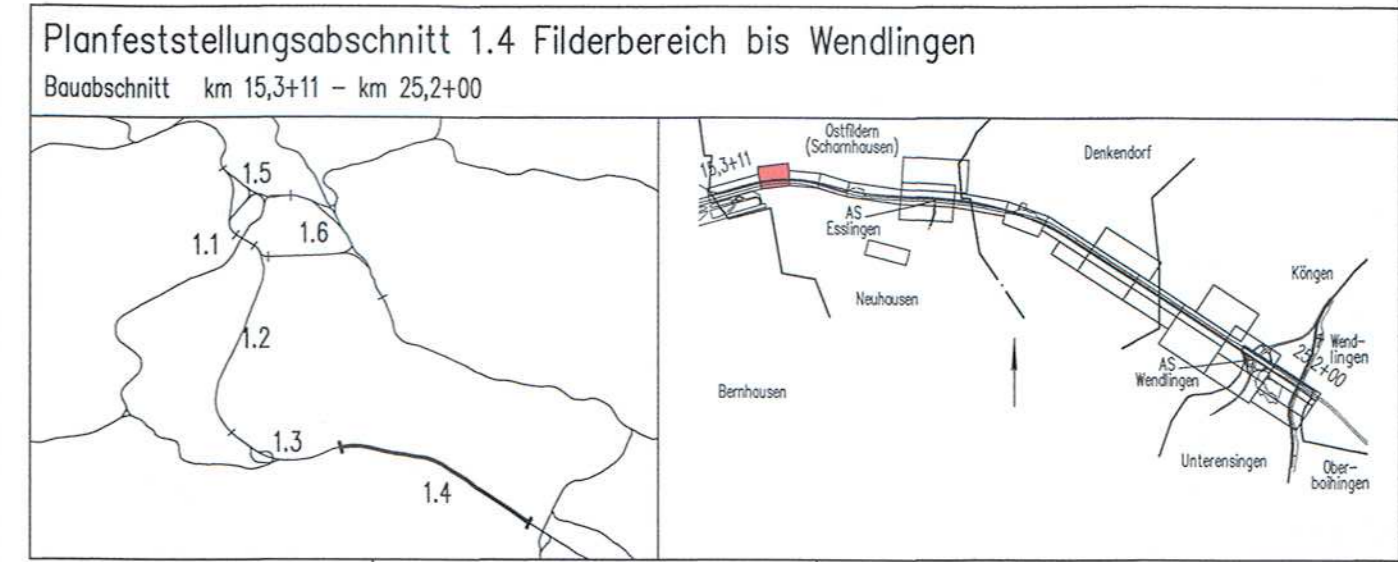 Planfeststellungsabschnitt 1.4 Filderbereich bis Wendlingen
Bauabschnitt km 15,3+11 – km 25,2+00
1.5
1.1
1.6
1.2
1.3
1.4
15,3+11
Ostfildern
(Scharnhausen)
Denkendorf
AS
Esslingen
Neuhausen
Köngen
Wend-
lingen
25,2+00
AS
Wendlingen
Bernhausen
Unterensingen
Ober-
boihingen